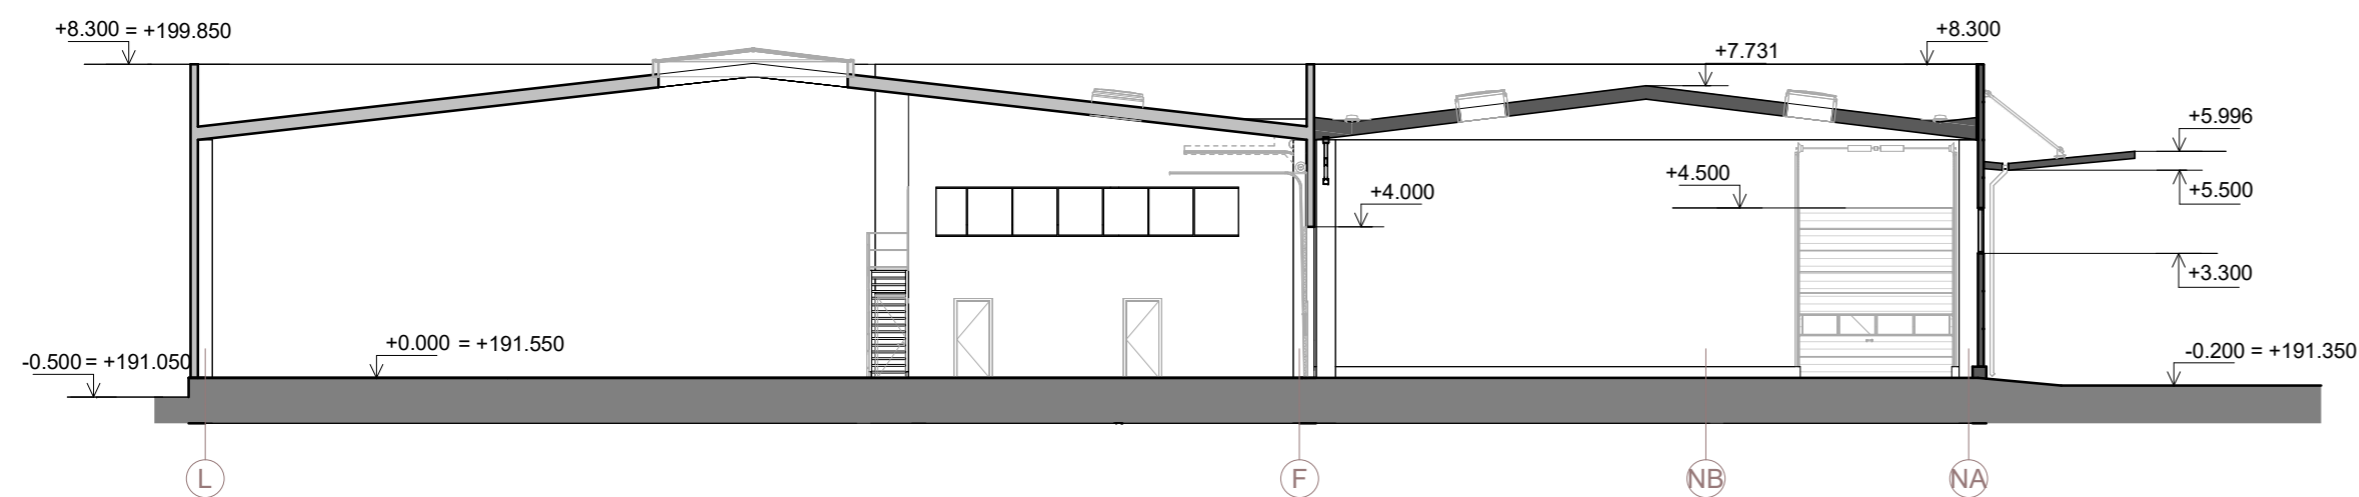 +8.300 = +199.850
+8.300
+7.731
+5.996
+5.500
+4.500
+4.000
+3.300
+0.000 = +191.550
-0.500 = +191.050
-0.200 = +191.350
L
F
NB
NA